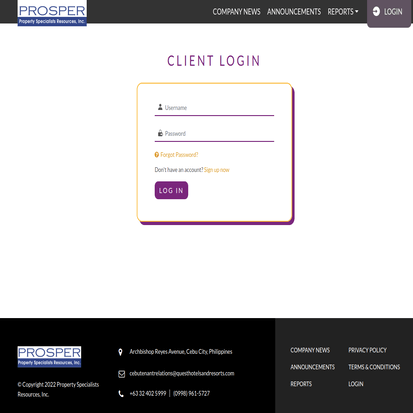 PROSPER
Property Specialists Resources, Inc.
COMPANY NEWS ANNOUNCEMENTS REPORTS LOGIN
CLIENT LOGIN
Username
Password
Forgot Password?
Don't have an account? Sign up now
LOG IN
PROSPER
Property Specialists Resources, Inc.
© Copyright 2022 Property Specialists
Resources, Inc.
Archbishop Reyes Avenue, Cebu City, Philippines
cebutenantrelations@questhotelsandresorts.com
+63 32 402 5999 | (0998) 961-5727
COMPANY NEWS
ANNOUNCEMENTS
REPORTS
PRIVACY POLICY
TERMS & CONDITIONS
LOGIN